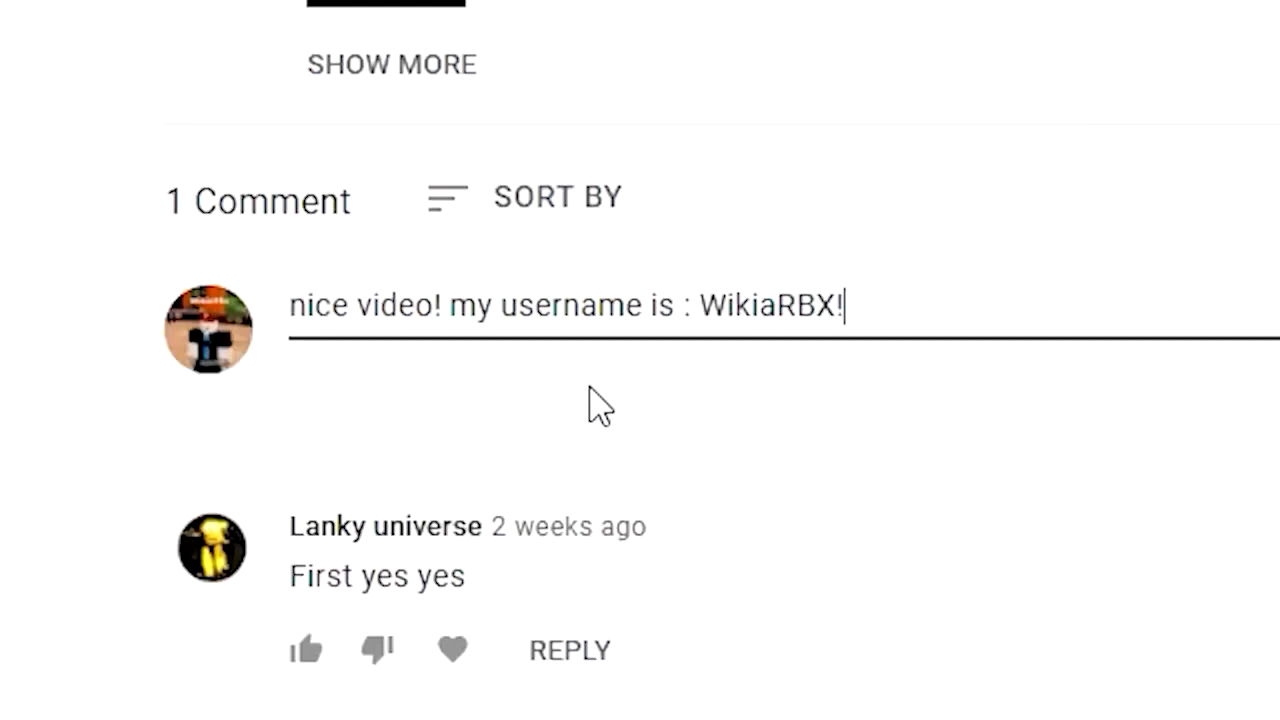 SHOW MORE
1 Comment
SORT BY
nice video! my username is : WikiaRBX!
Lanky universe 2 weeks ago
First yes yes
REPLY